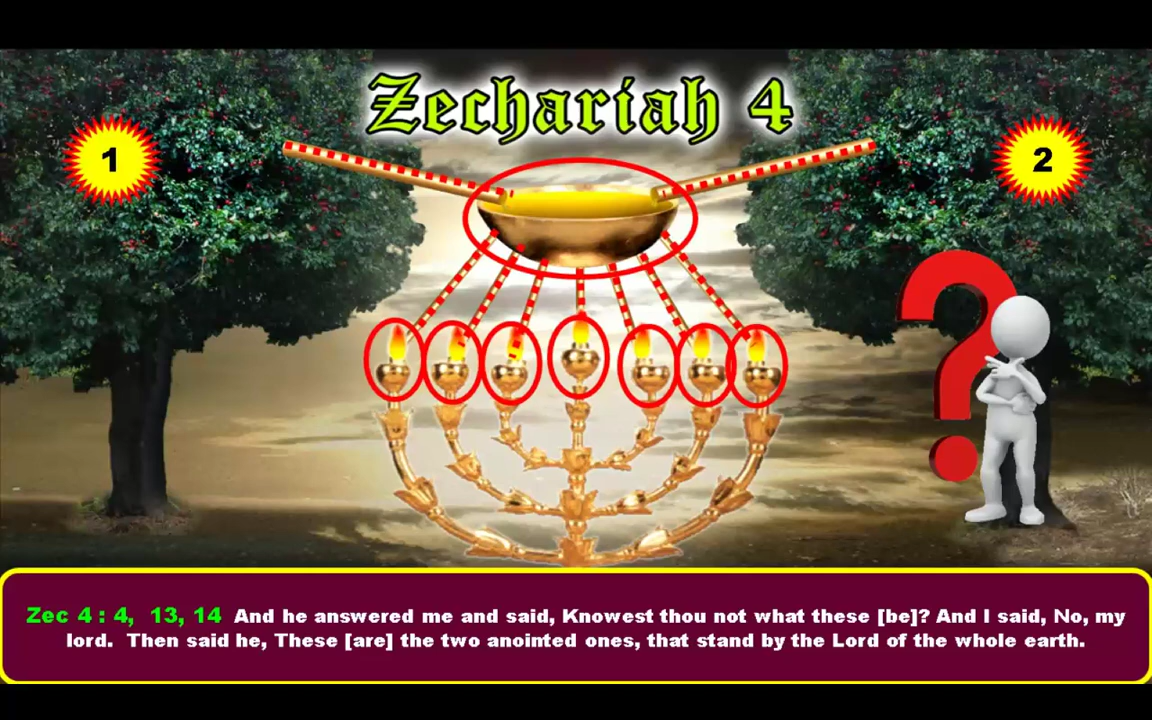 Zechariah 4
1
2
Zec 4 : 4, 13, 14 And he answered me and said, Knowest thou not what these [be]? And I said, No, my
lord. Then said he, These [are] the two anointed ones, that stand by the Lord of the whole earth.